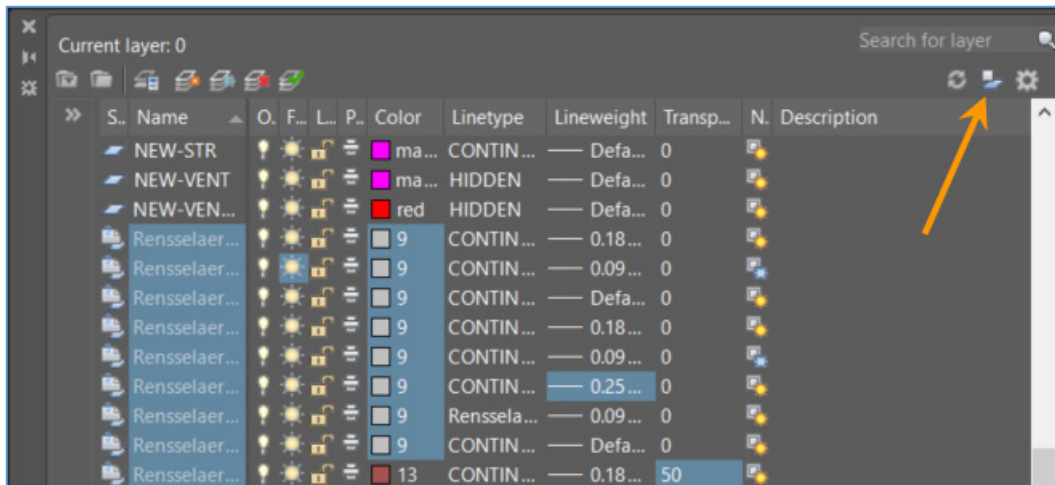 Current layer: 0 Search for layer
S.. Name O. F... L... P.. Color Linetype Lineweight Transp... N. Description
NEW-STR ma... CONTIN... Defa... 0
NEW-VENT ma... HIDDEN Defa... 0
NEW-VEN... red HIDDEN Defa... 0
Rensselaer... 9 CONTIN... 0.18... 0
Rensselaer... 9 CONTIN... 0.09... 0
Rensselaer... 9 CONTIN... Defa... 0
Rensselaer... 9 CONTIN... 0.18... 0
Rensselaer... 9 CONTIN... 0.09... 0
Rensselaer... 9 CONTIN... 0.25... 0
Rensselaer... 9 Renssela... 0.09... 0
Rensselaer... 9 CONTIN... Defa... 0
Rensselaer... 13 CONTIN... 0.18... 50